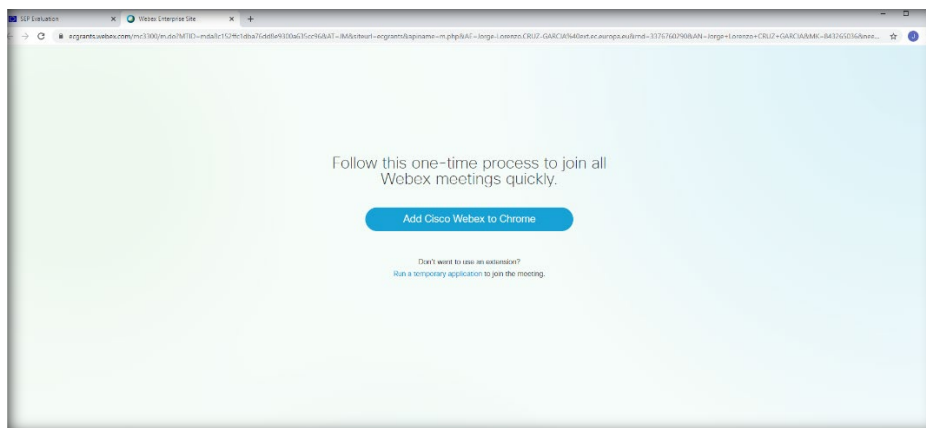 SEP Evaluation
Webex Enterprise Site
Follow this one-time process to join all
Webex meetings quickly.
Add Cisco Webex to Chrome
Don't want to use an extension?
Run a temporary application to join the meeting.